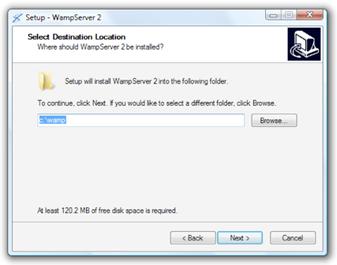 Setup - WampServer 2
Select Destination Location
Where should WampServer 2 be installed?
Setup will install WampServer 2 into the following folder.
To continue, click Next. If you would like to select a different folder, click Browse.
c:\wamp
Browse...
At least 120.2 MB of free disk space is required.
< Back
Next >
Cancel